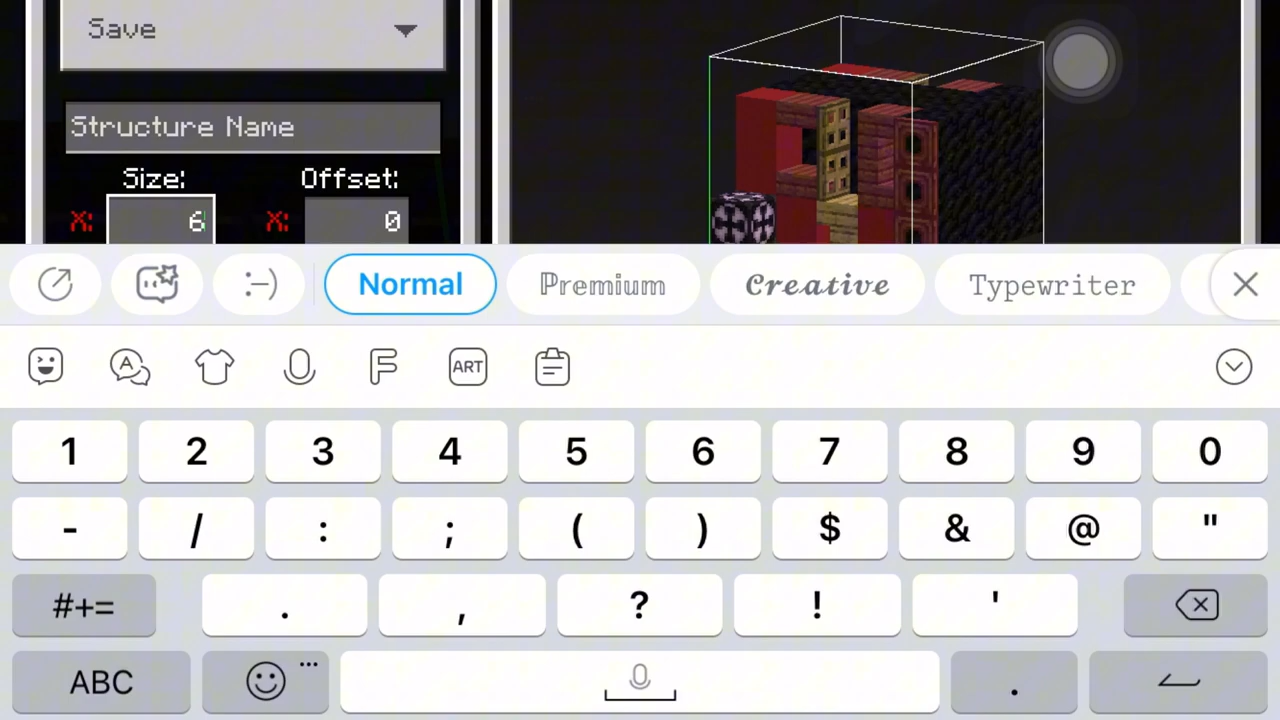 Save
Structure Name
Size: Offset:
X: 6 X: 0
:-) Normal Premium Creative Typewriter
A F ART
1 2 3 4 5 6 7 8 9 0
- / : ; ( ) $ & @ "
#+= . , ? ! '
ABC .